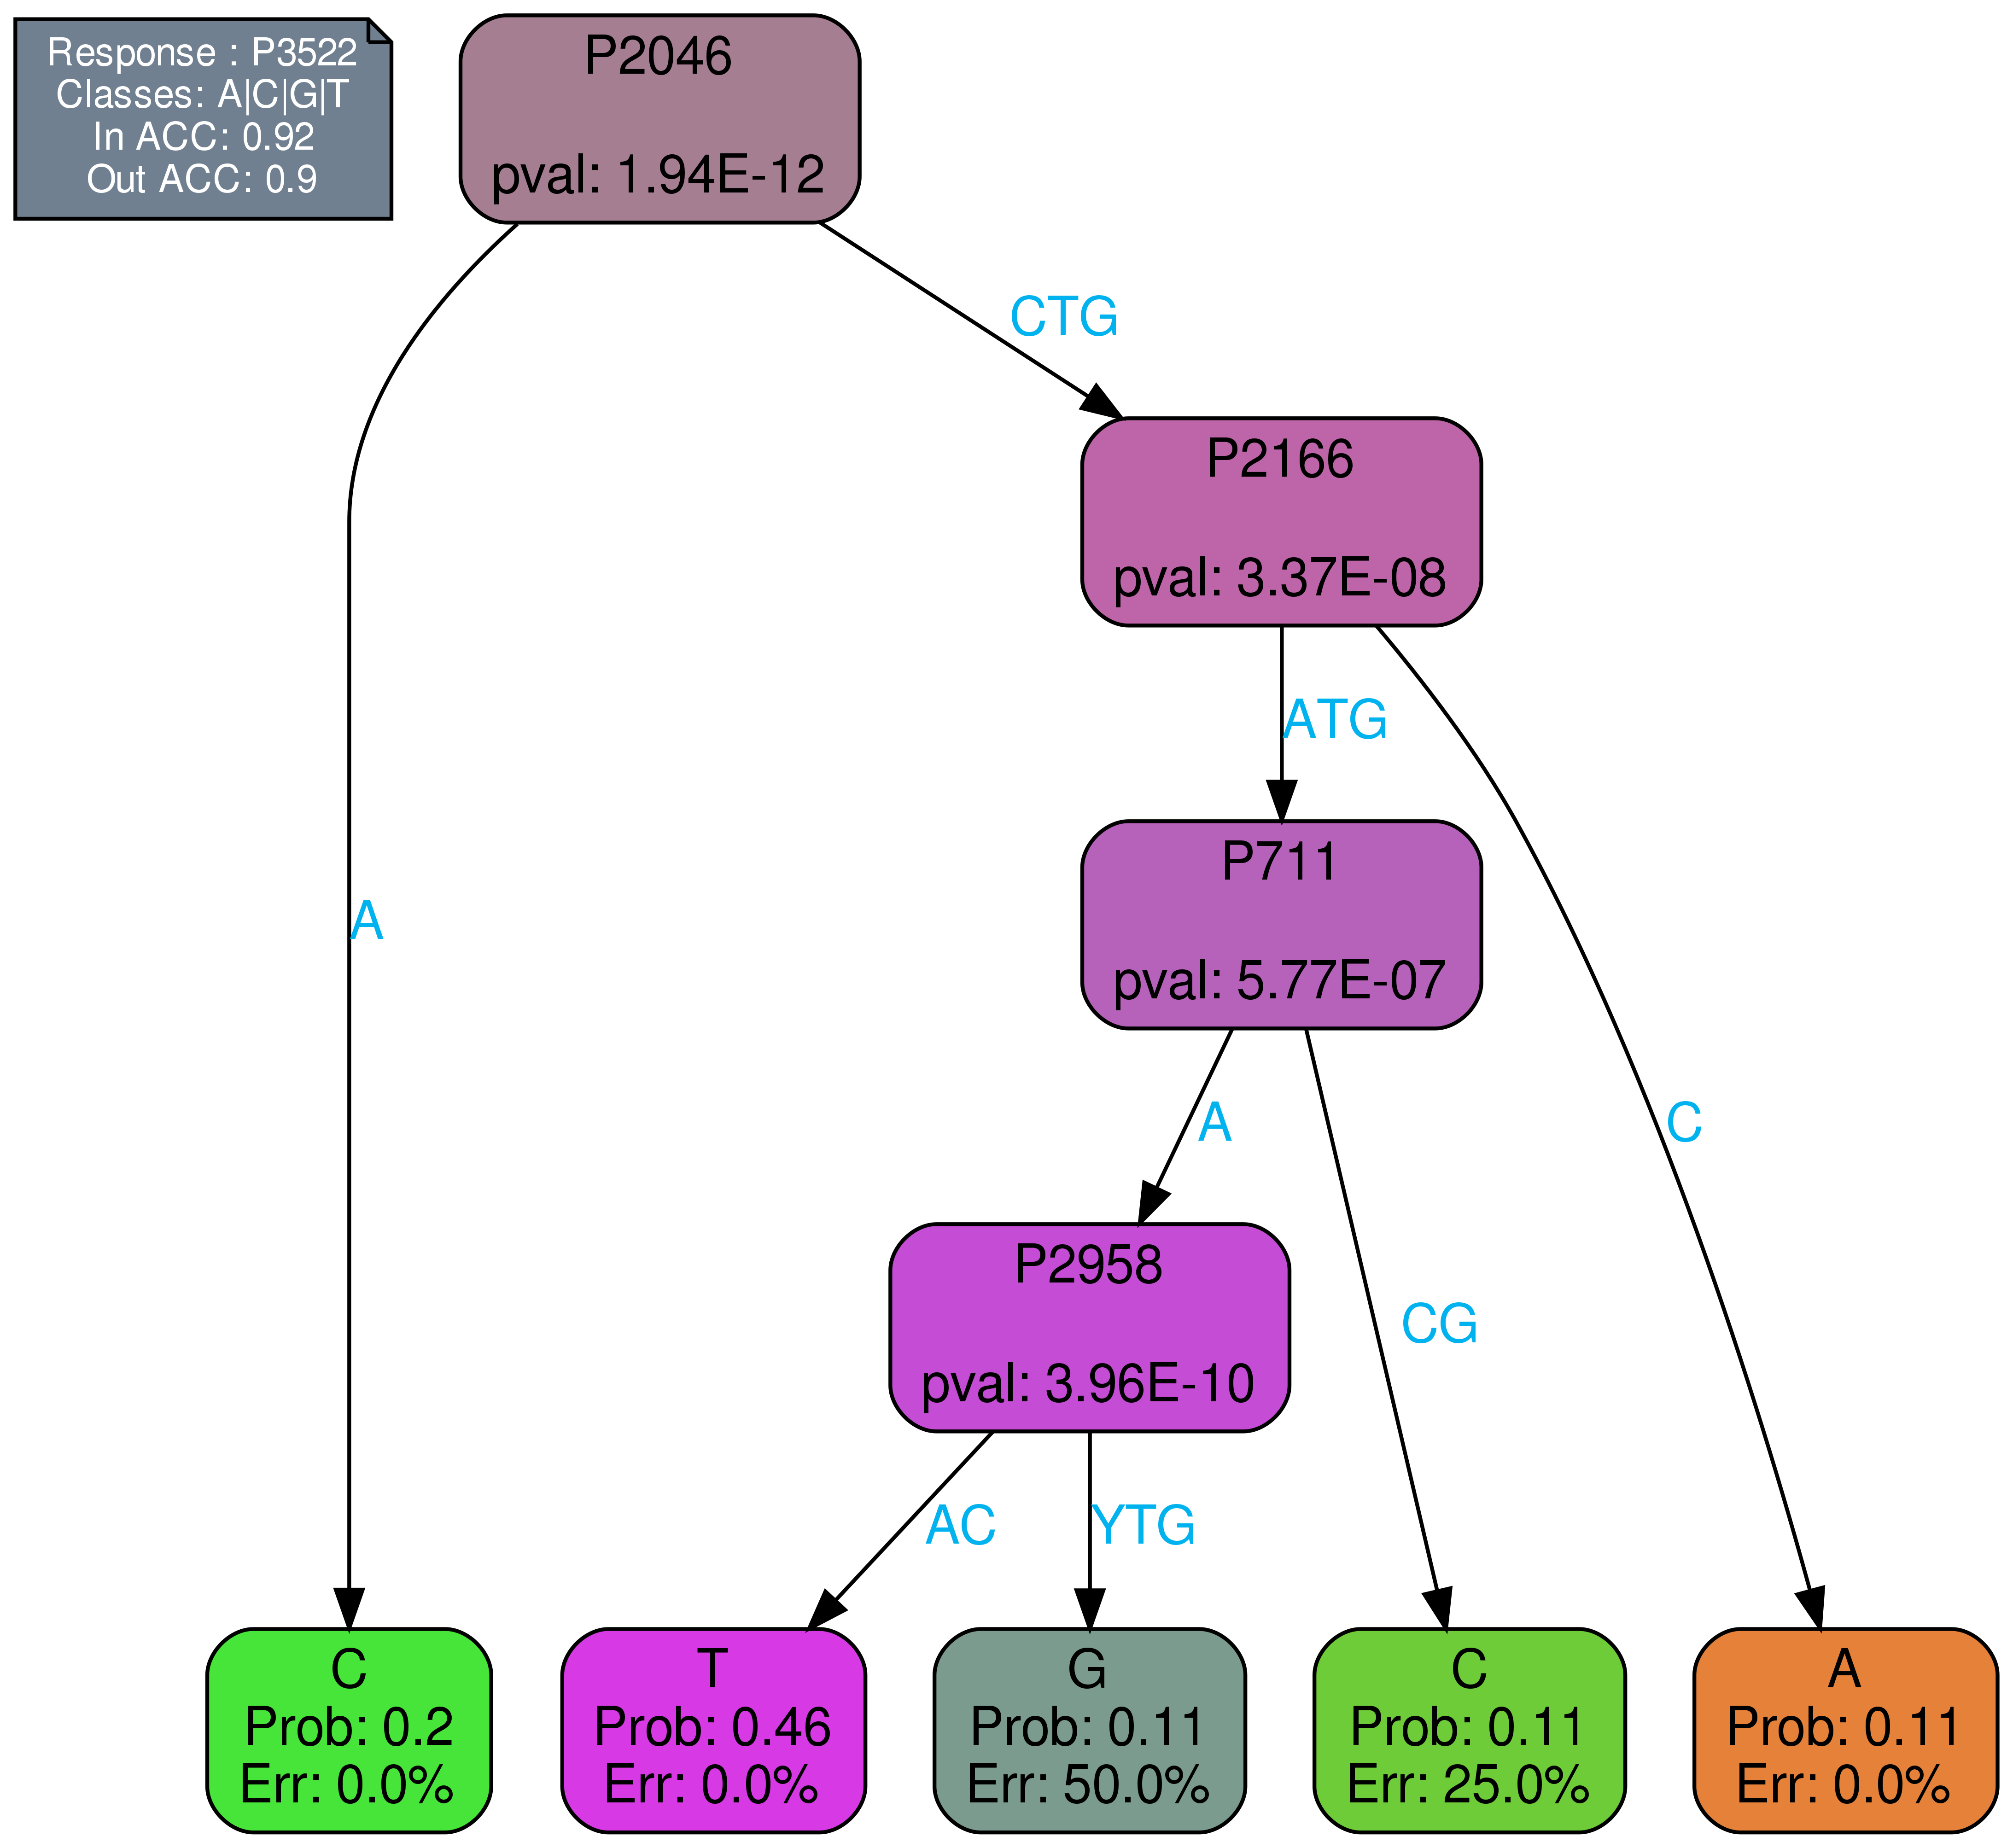 Response : P3522
Classes: A|C|G|T
In ACC: 0.92
Out ACC: 0.9
P2046
pval: 1.94E-12
CTG
P2166
pval: 3.37E-08
ATG
P711
pval: 5.77E-07
A
A
C
P2958
pval: 3.96E-10
CG
AC
YTG
C
Prob: 0.2
Err: 0.0%
T
Prob: 0.46
Err: 0.0%
G
Prob: 0.11
Err: 50.0%
C
Prob: 0.11
Err: 25.0%
A
Prob: 0.11
Err: 0.0%